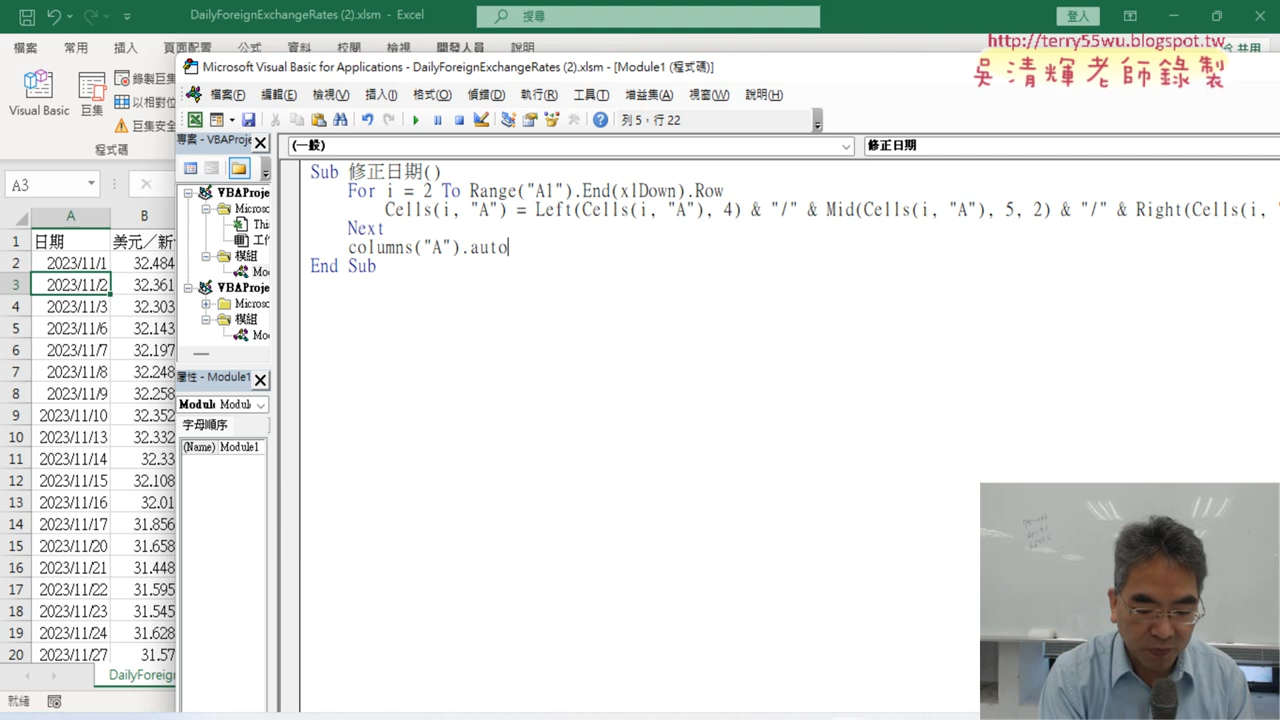 DailyForeignExchangeRates (2).xlsm - Excel
搜尋
登入
檔案 常用 插入 頁面配置 公式 資料 校閱 檢視 開發人員 說明
共用
http://terry55wu.blogspot.tw
吳清輝老師錄製
Visual Basic
巨集
錄製巨集
以相對位
巨集安全
程式碼
Microsoft Visual Basic for Applications - DailyForeignExchangeRates (2).xlsm - [Module1 (程式碼)]
檔案(F) 編輯(E) 檢視(V) 插入(I) 格式(O) 偵錯(D) 執行(R) 工具(T) 增益集(A) 視窗(W) 說明(H)
列 5，行 22
專案 - VBAProje
(一般)
修正日期
VBAProje
Micros
Thi
工作
模組
Mo
VBAProje
Micros
模組
Mo
屬性 - Module1
Module Modul
字母順序
(Name) Module1
Sub 修正日期()
For i = 2 To Range("A1").End(xlDown).Row
Cells(i, "A") = Left(Cells(i, "A"), 4) & "/" & Mid(Cells(i, "A"), 5, 2) & "/" & Right(Cells(i, "
Next
columns("A").auto
End Sub
A3
A B
1 日期 美元／新
2 2023/11/1 32.484
3 2023/11/2 32.361
4 2023/11/3 32.303
5 2023/11/6 32.143
6 2023/11/7 32.197
7 2023/11/8 32.248
8 2023/11/9 32.258
9 2023/11/10 32.352
10 2023/11/13 32.332
11 2023/11/14 32.33
12 2023/11/15 32.108
13 2023/11/16 32.01
14 2023/11/17 31.856
15 2023/11/20 31.658
16 2023/11/21 31.448
17 2023/11/22 31.595
18 2023/11/23 31.545
19 2023/11/24 31.628
20 2023/11/27 31.57
DailyForeign
就緒